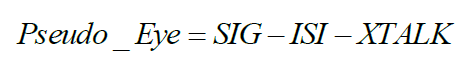 Pseudo _ Eye = SIG – ISI – XTALK